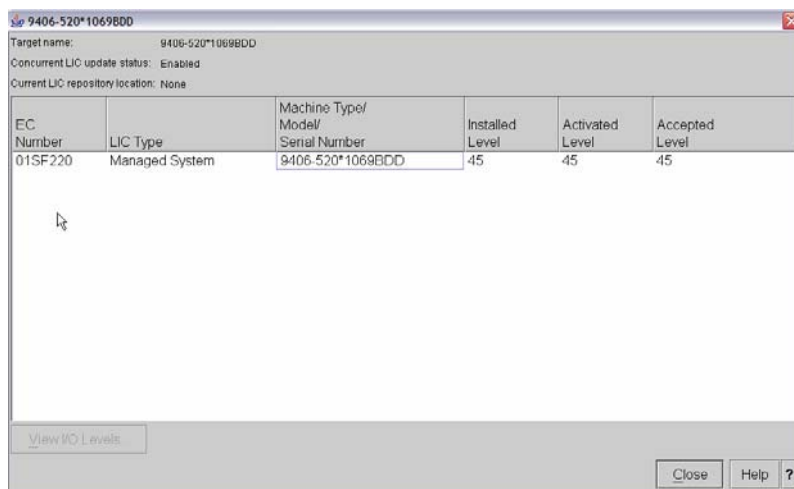 9406-520*1069BDD
Target name: 9406-520*1069BDD
Concurrent LIC update status: Enabled
Current LIC repository location: None
EC Number LIC Type Machine Type/ Model/ Serial Number Installed Level Activated Level Accepted Level
01SF220 Managed System 9406-520*1069BDD 45 45 45
View I/O Levels...
Close Help ?